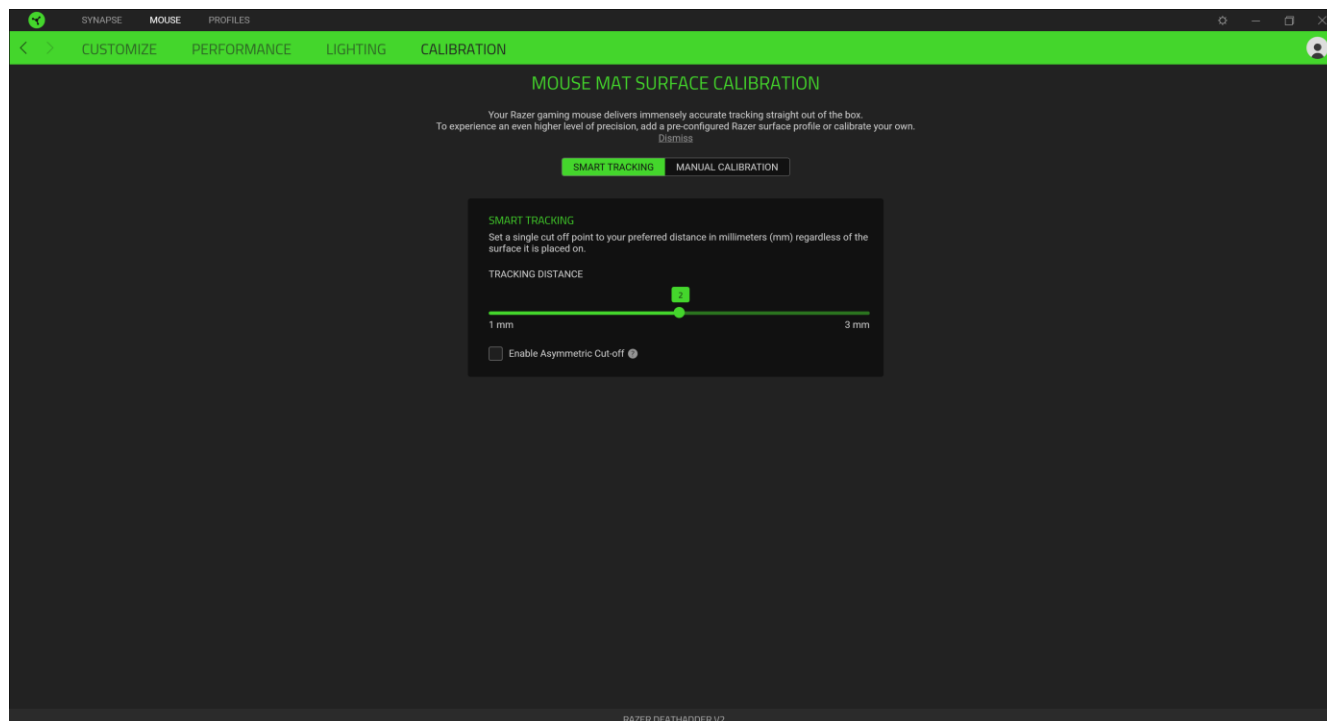 SYNAPSE MOUSE PROFILES
CUSTOMIZE PERFORMANCE LIGHTING CALIBRATION
MOUSE MAT SURFACE CALIBRATION
Your Razer gaming mouse delivers immensely accurate tracking straight out of the box.
To experience an even higher level of precision, add a pre-configured Razer surface profile or calibrate your own.
Dismiss
SMART TRACKING MANUAL CALIBRATION
SMART TRACKING
Set a single cut off point to your preferred distance in millimeters (mm) regardless of the
surface it is placed on.
TRACKING DISTANCE
2
1 mm 3 mm
Enable Asymmetric Cut-off ?
RAZER DEATHADDER V2